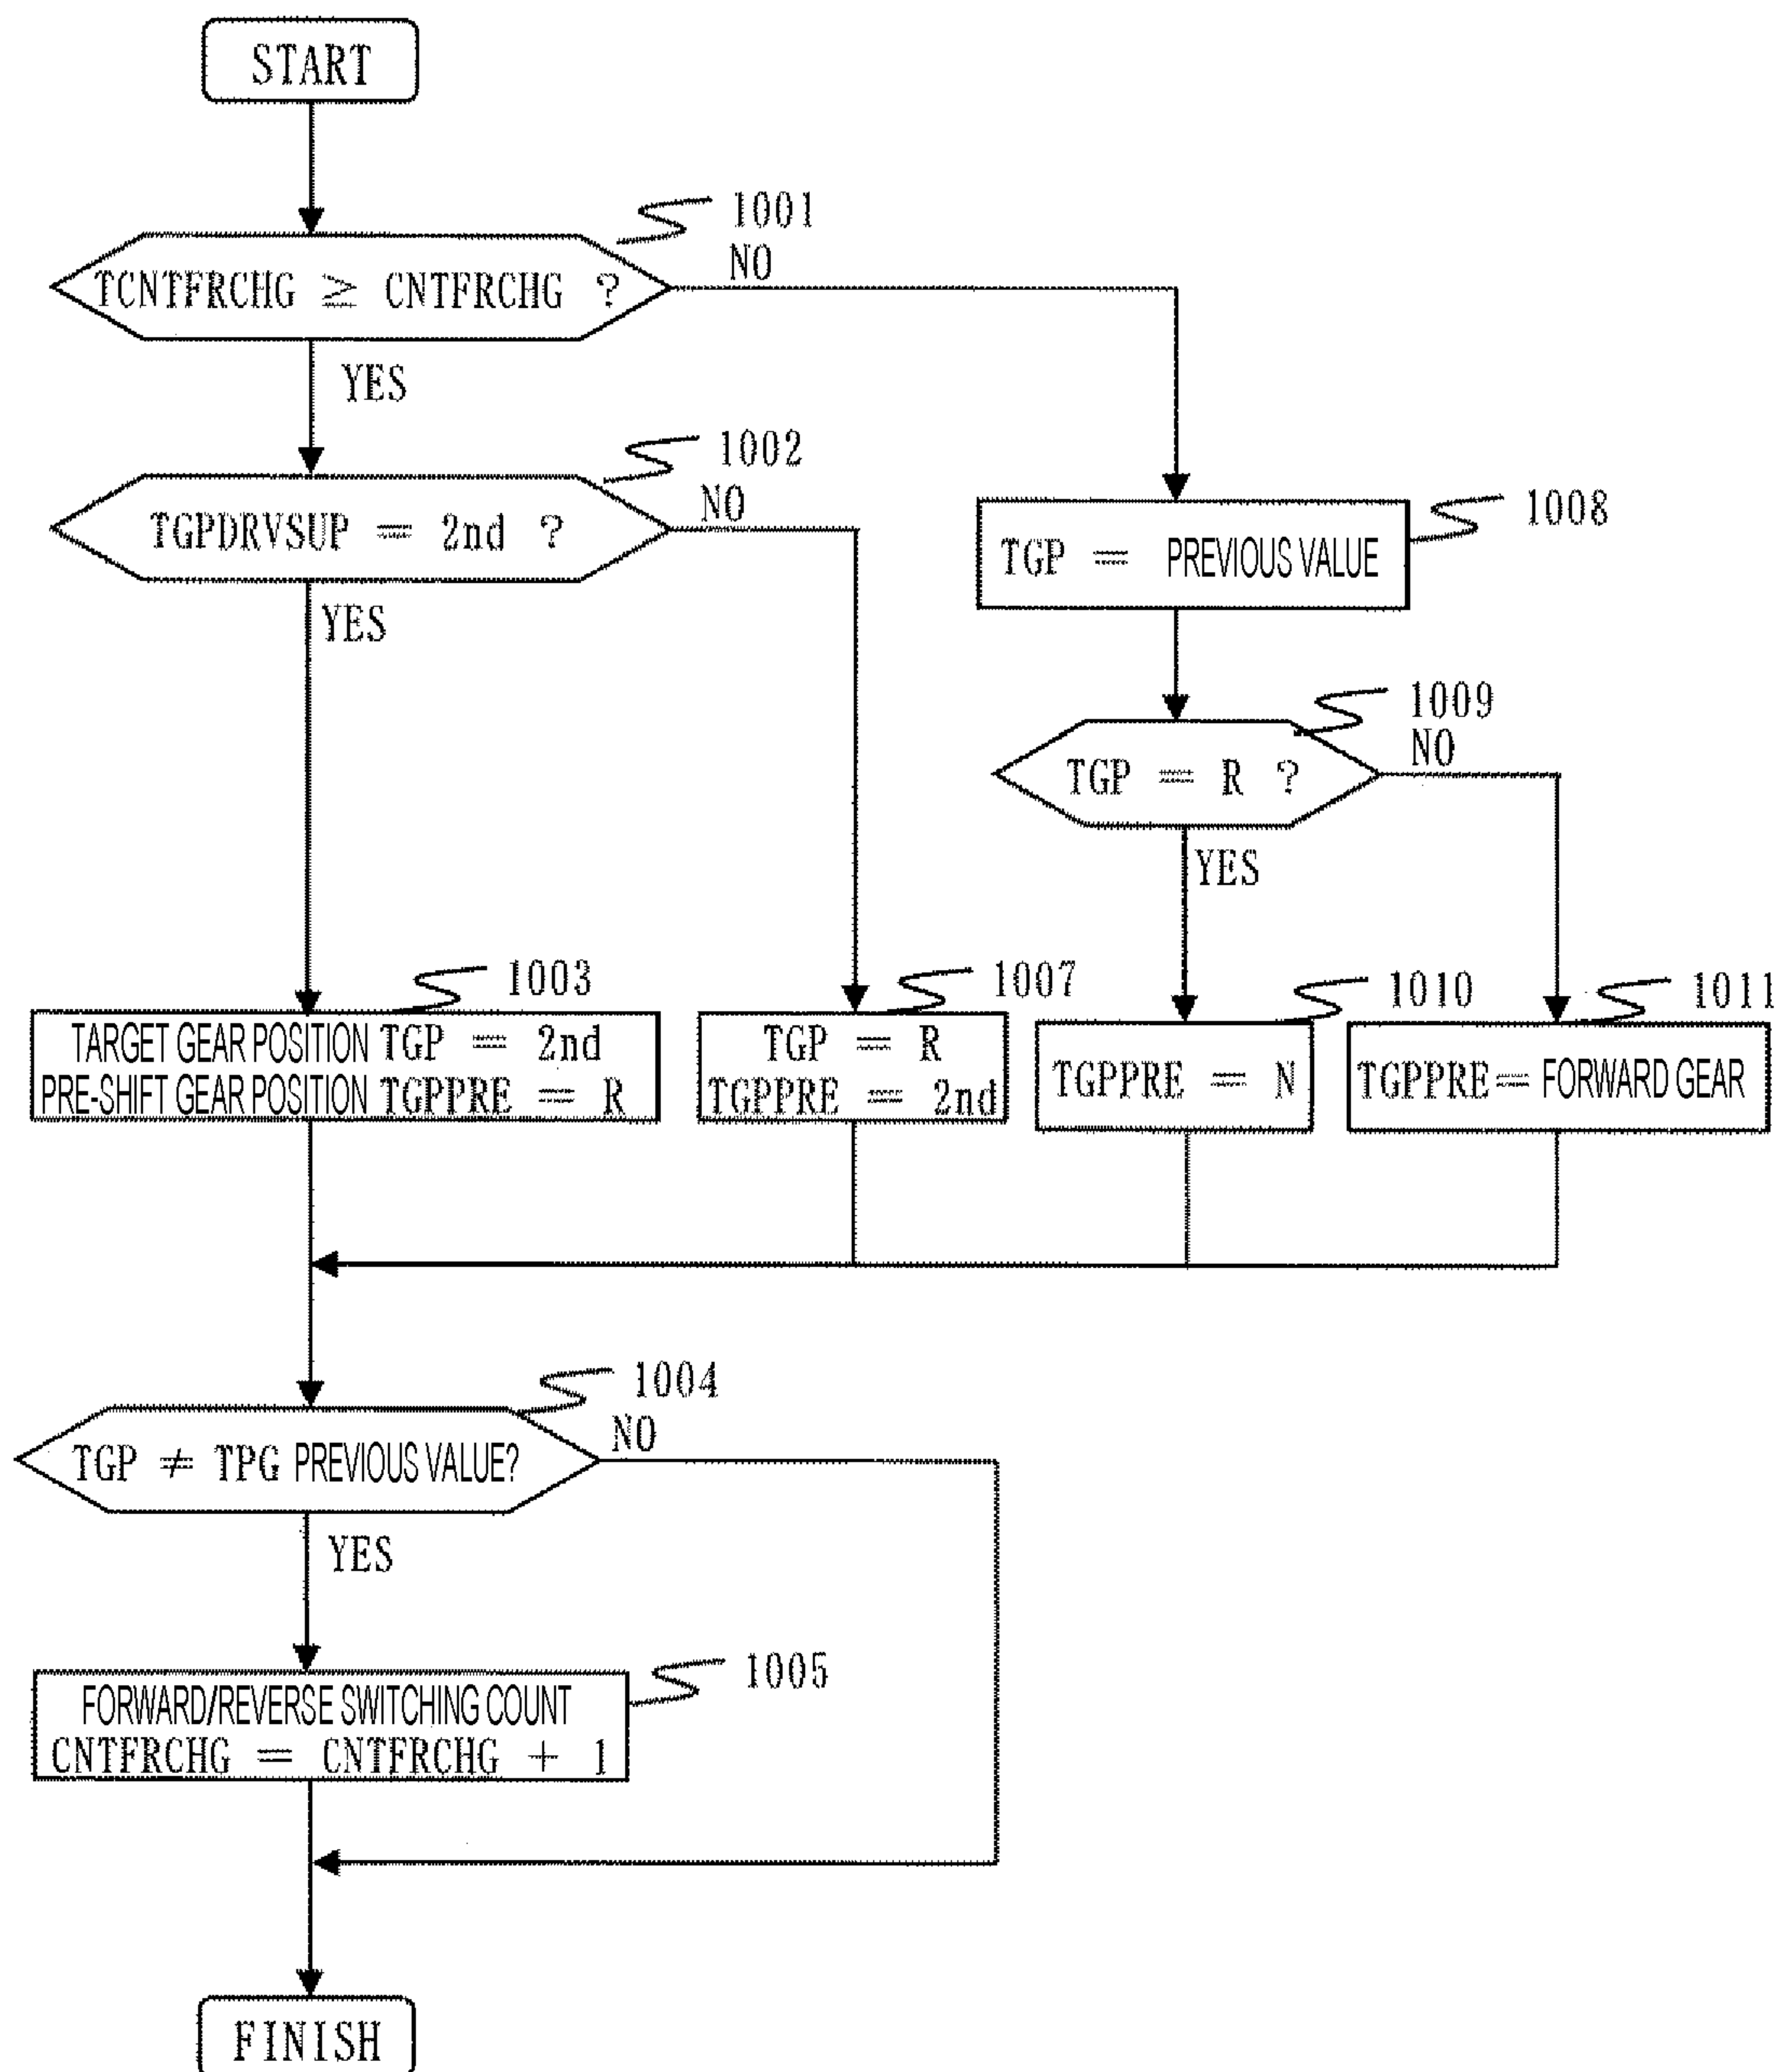 START
1001
NO
TCNTFRCHG ≧ CNTFRCHG ?
YES
1002
NO
TGPDRVSUP = 2nd ?
YES
1008
TGP = PREVIOUS VALUE
1009
NO
TGP = R ?
YES
1003
TARGET GEAR POSITION TGP = 2nd
PRE-SHIFT GEAR POSITION TGPPRE = R
1007
TGP = R
TGPPRE = 2nd
1010
TGPPRE = N
1011
TGPPRE = FORWARD GEAR
1004
NO
TGP ≠ TPG PREVIOUS VALUE?
YES
1005
FORWARD/REVERSE SWITCHING COUNT
CNTFRCHG = CNTFRCHG + 1
FINISH